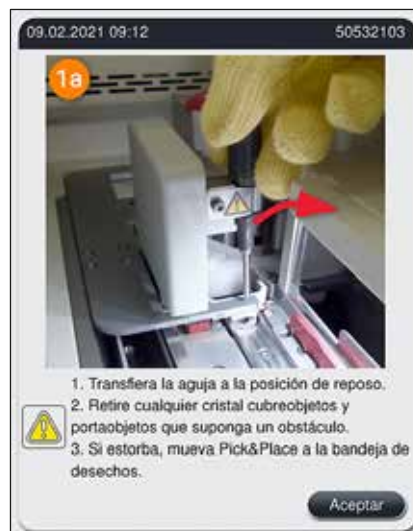 09.02.2021 09:12 50532103
1a
1. Transfiera la aguja a la posición de reposo.
2. Retire cualquier cristal cubreobjetos y
portaobjetos que suponga un obstáculo.
3. Si estorba, mueva Pick&Place a la bandeja de
desechos.
Aceptar